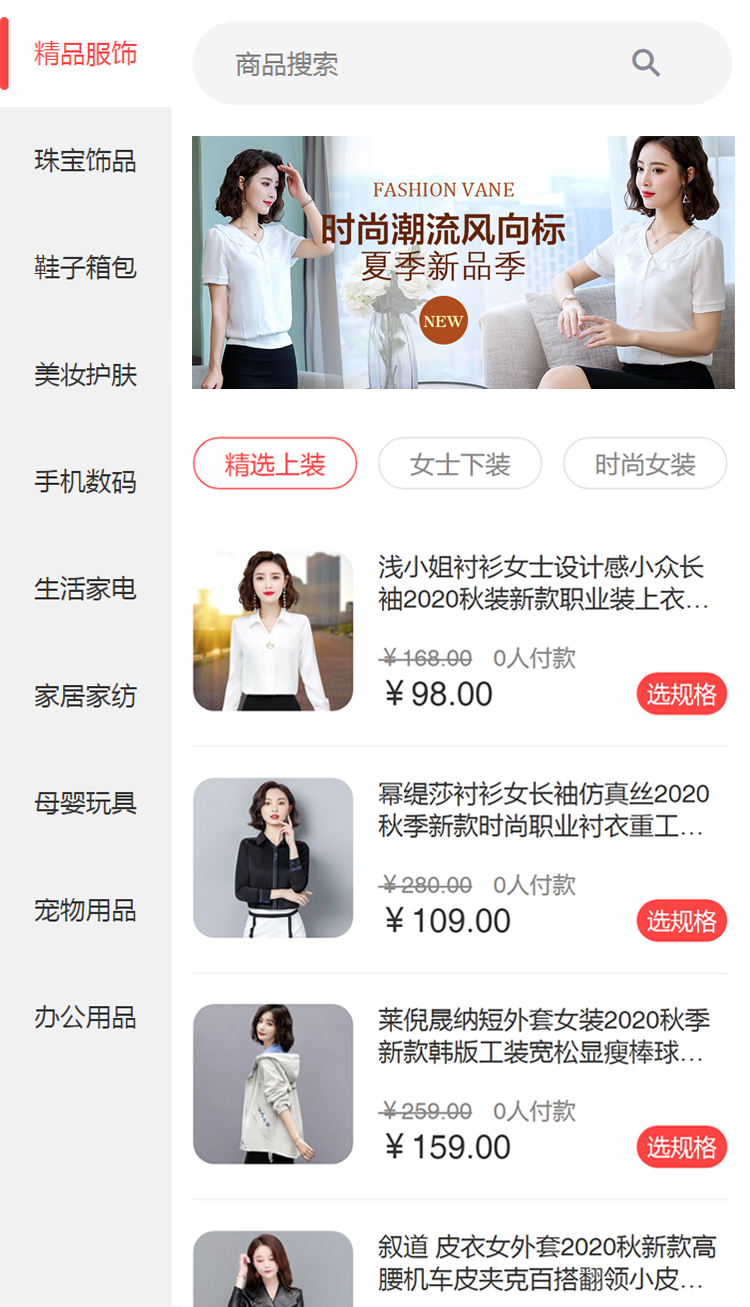 精品服饰
珠宝饰品
鞋子箱包
美妆护肤
手机数码
生活家电
家居家纺
母婴玩具
宠物用品
办公用品
商品搜索
FASHION VANE
时尚潮流风向标
夏季新品季
NEW
精选上装
女士下装
时尚女装
浅小姐衬衫女士设计感小众长
袖2020秋装新款职业装上衣…
￥168.00 0人付款
￥98.00
选规格
幂缇莎衬衫女长袖仿真丝2020
秋季新款时尚职业衬衣重工…
￥280.00 0人付款
￥109.00
选规格
莱倪晟纳短外套女装2020秋季
新款韩版工装宽松显瘦棒球…
￥259.00 0人付款
￥159.00
选规格
叙道 皮衣女外套2020秋新款高
腰机车皮夹克百搭翻领小皮…